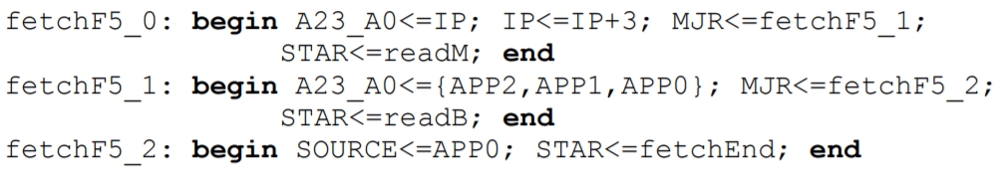 fetchF5_0: begin A23_A0<=IP; IP<=IP+3; MJR<=fetchF5_1;
STAR<=readM; end
fetchF5_1: begin A23_A0<={APP2,APP1,APP0}; MJR<=fetchF5_2;
STAR<=readB; end
fetchF5_2: begin SOURCE<=APP0; STAR<=fetchEnd; end